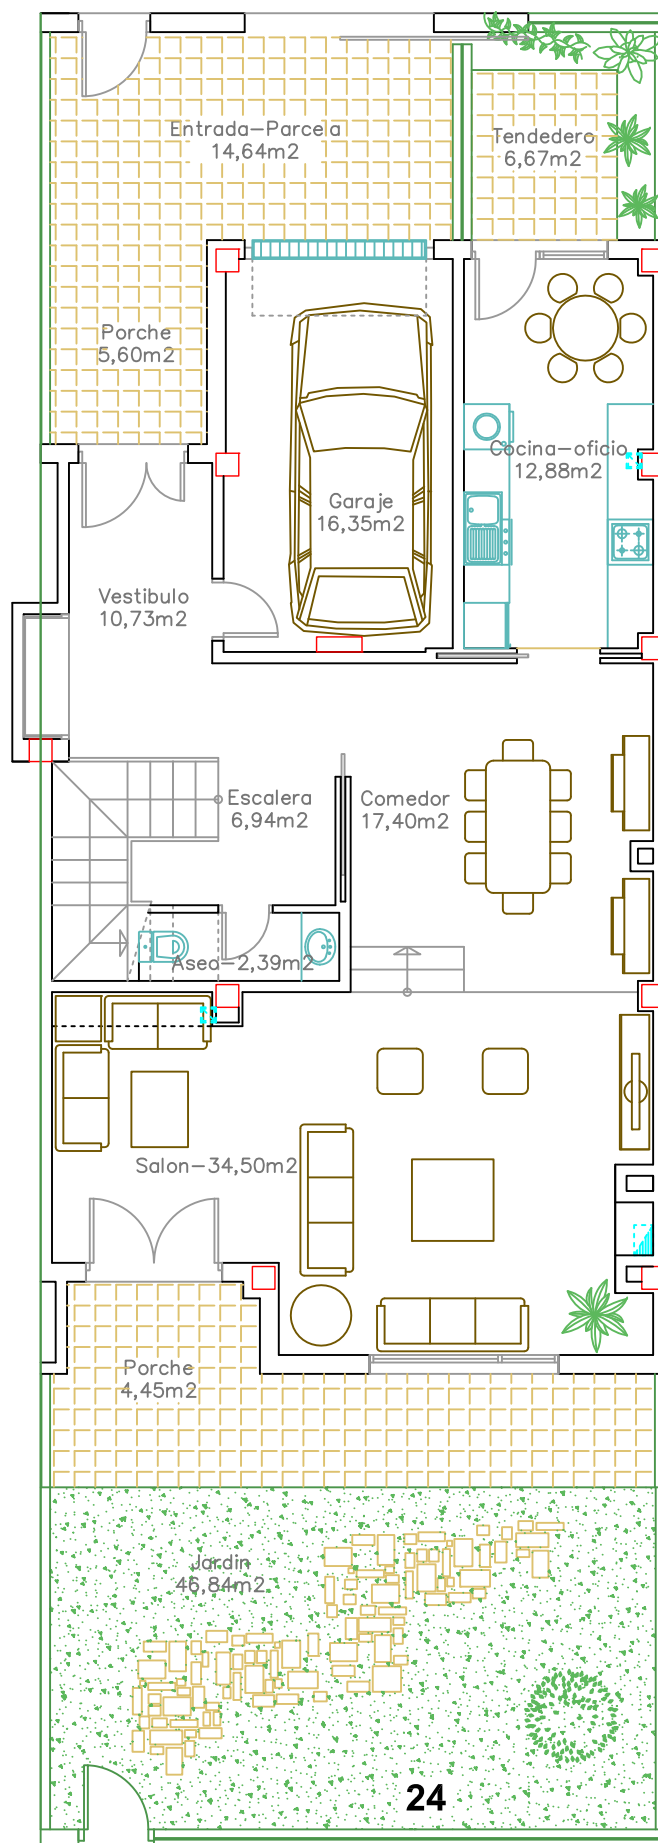 Entrada-Parcela
14,64m2
Tendedero
6,67m2
Porche
5,60m2
Cocina-oficio
12,88m2
Garaje
16,35m2
Vestibulo
10,73m2
Escalera
6,94m2
Comedor
17,40m2
Aseo-2,39m2
Salon-34,50m2
Porche
4,45m2
Jardin
46,84m2
24